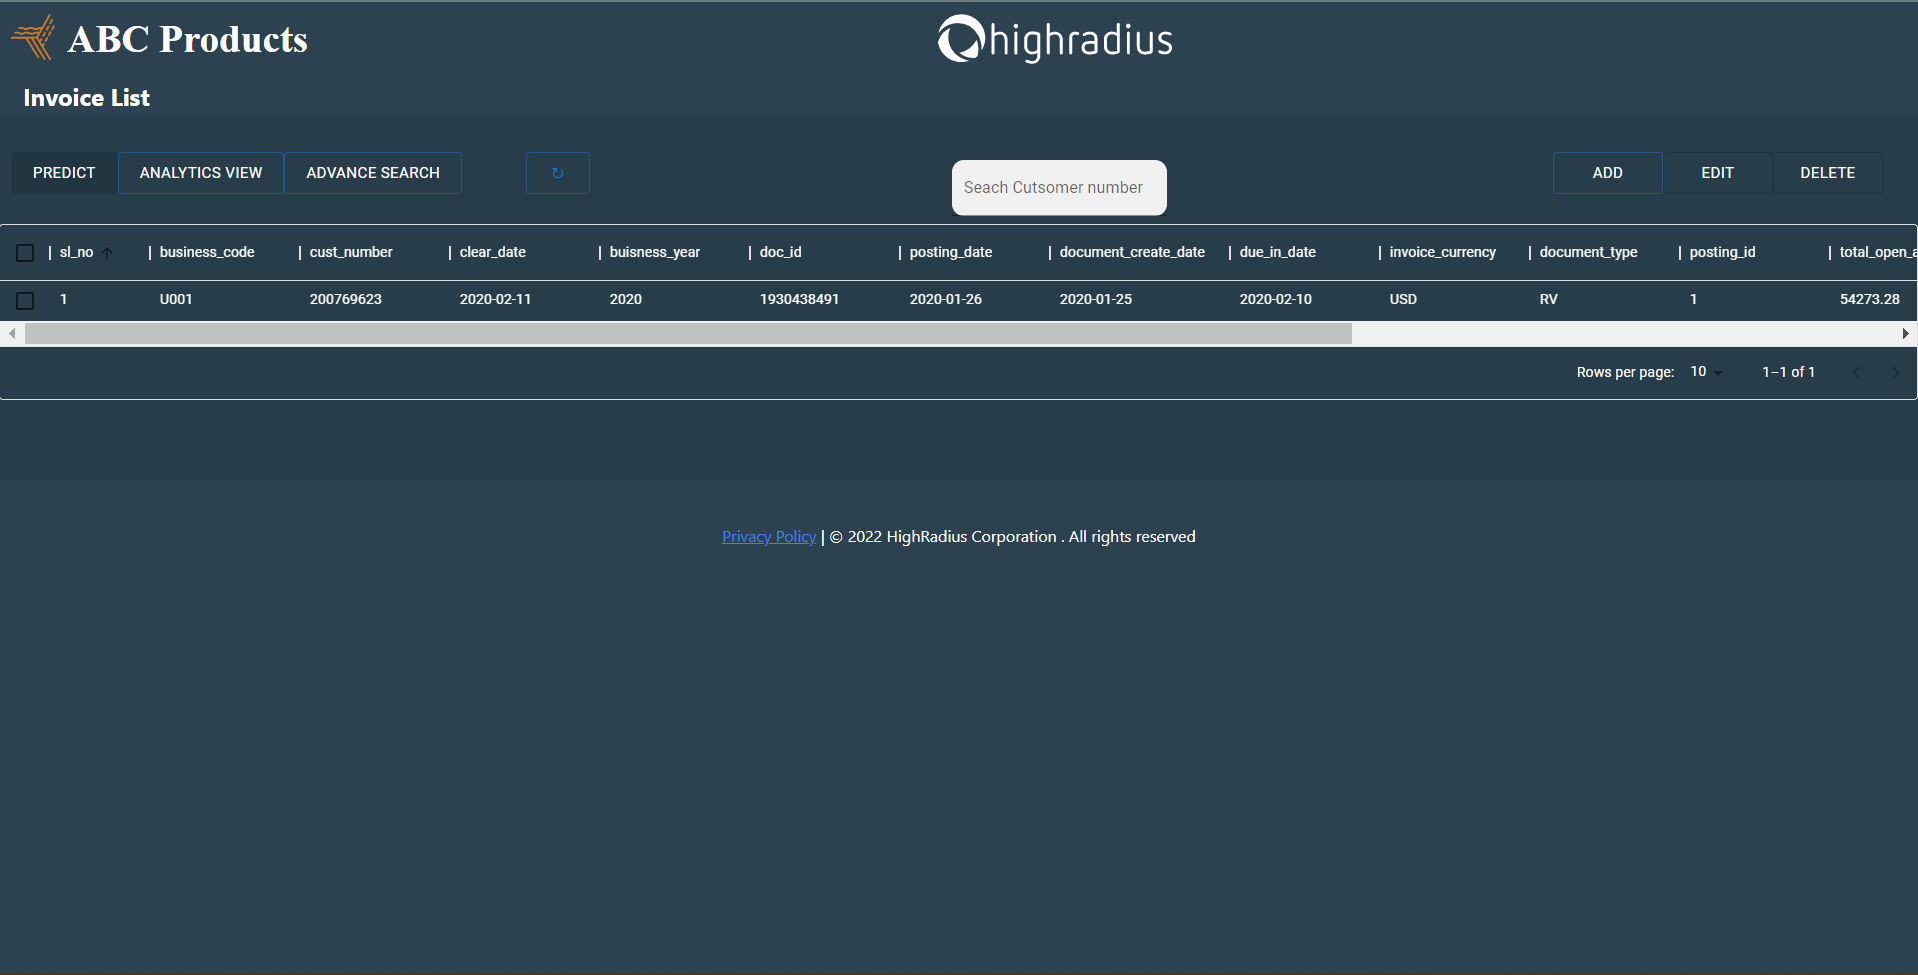 ABC Products
highradius
Invoice List
PREDICT ANALYTICS VIEW ADVANCE SEARCH ↻ Seach Cutsomer number ADD EDIT DELETE
sl_no ↑ business_code cust_number clear_date buisness_year doc_id posting_date document_create_date due_in_date invoice_currency document_type posting_id total_open_a
1 U001 200769623 2020-02-11 2020 1930438491 2020-01-26 2020-01-25 2020-02-10 USD RV 1 54273.28
Rows per page: 10 1–1 of 1
Privacy Policy | © 2022 HighRadius Corporation . All rights reserved